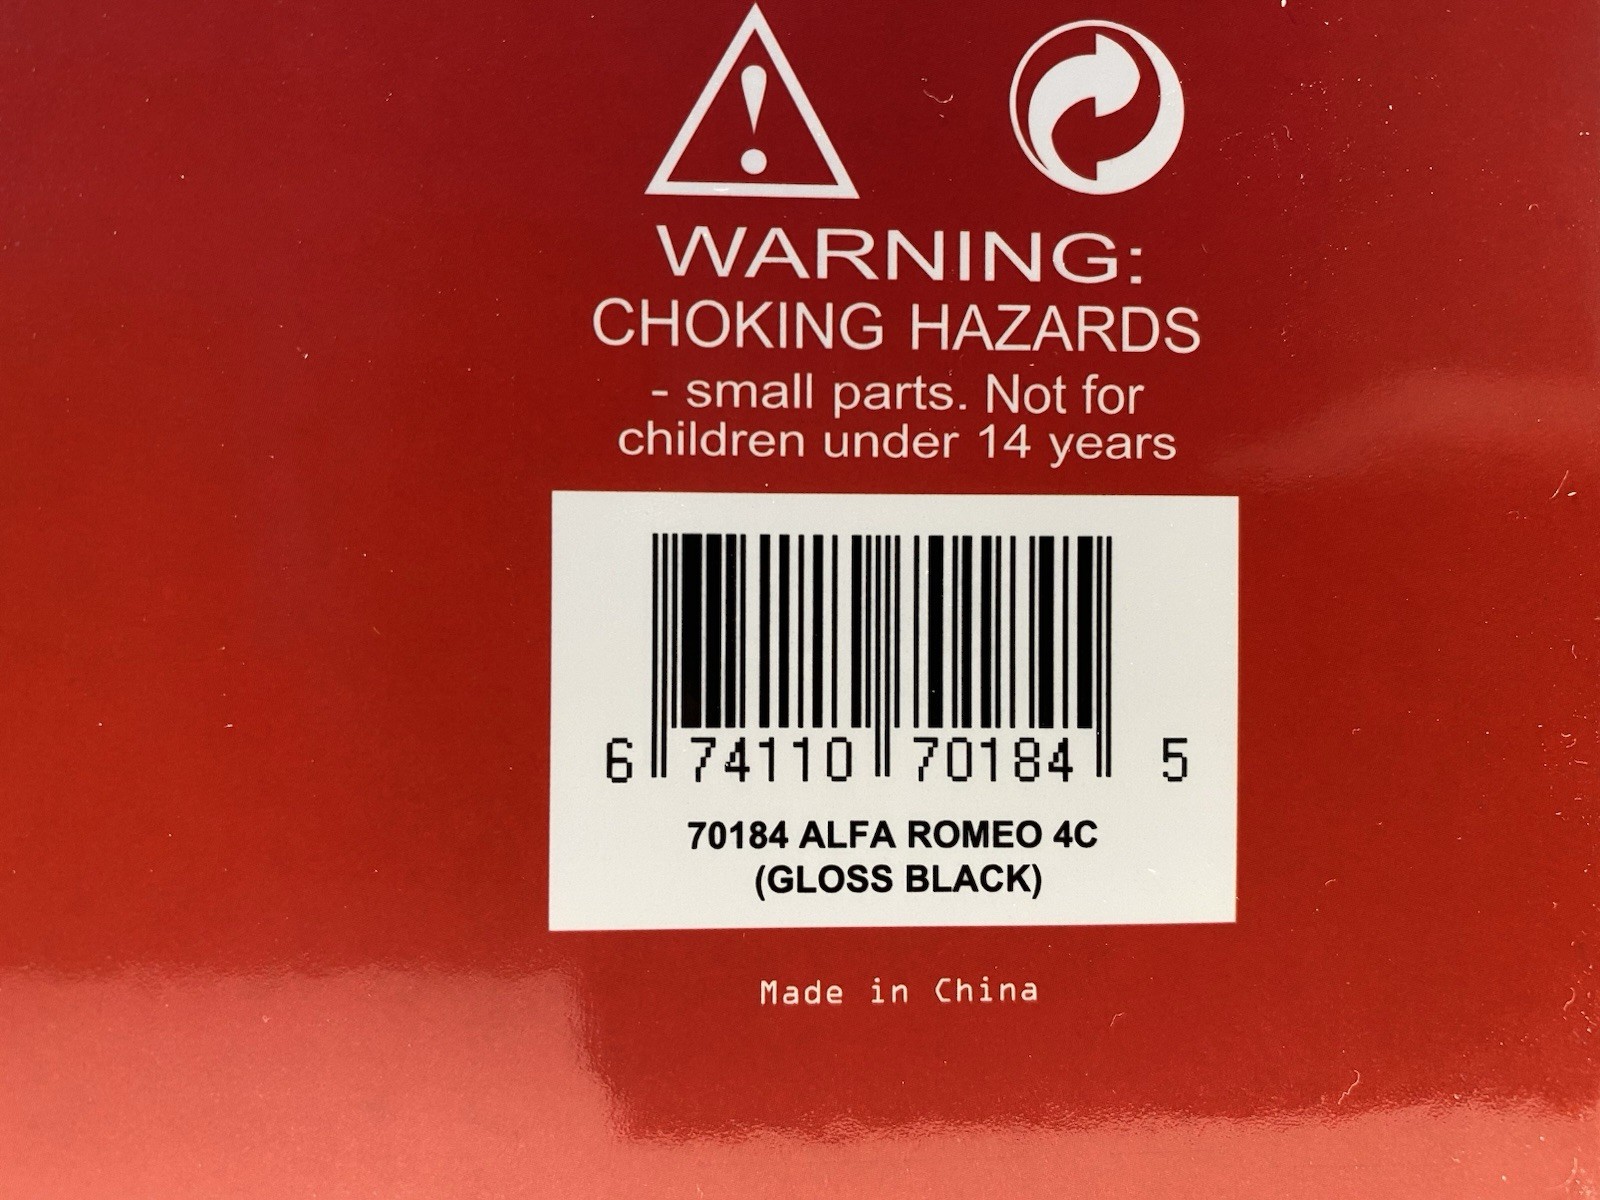 WARNING:
CHOKING HAZARDS
- small parts. Not for
children under 14 years
6 74110 70184 5
70184 ALFA ROMEO 4C
(GLOSS BLACK)
Made in China